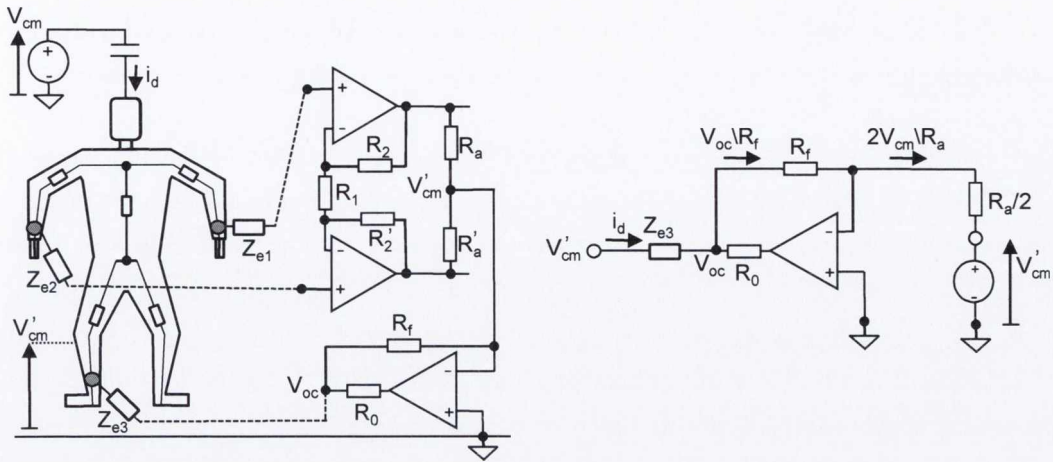 V_cm
i_d
R_2
R_a
V'_cm
R_1
R'_2
R'_a
Z_e1
Z_e2
V'_cm
R_f
V_oc
R_0
Z_e3
V_oc\R_f
R_f
2V_cm\R_a
R_a/2
i_d
Z_e3
V'_cm
V_oc
R_0
V'_cm